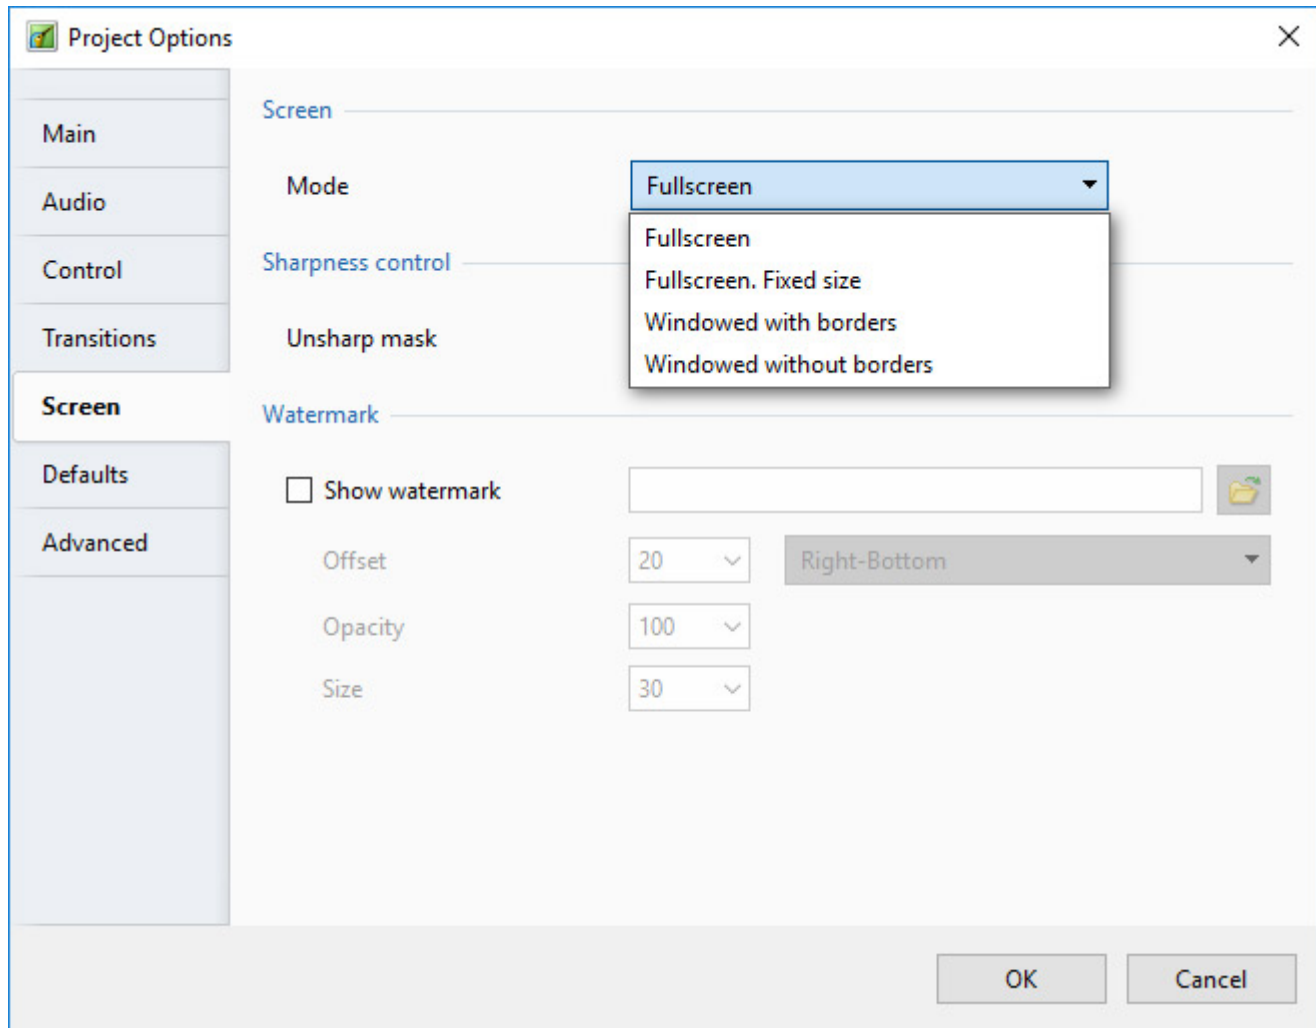 Project Options
Main
Audio
Control
Transitions
Screen
Defaults
Advanced
Screen
Mode
Fullscreen
Fullscreen
Fullscreen. Fixed size
Windowed with borders
Windowed without borders
Sharpness control
Unsharp mask
Watermark
Show watermark
Offset
20
Right-Bottom
Opacity
100
Size
30
OK
Cancel